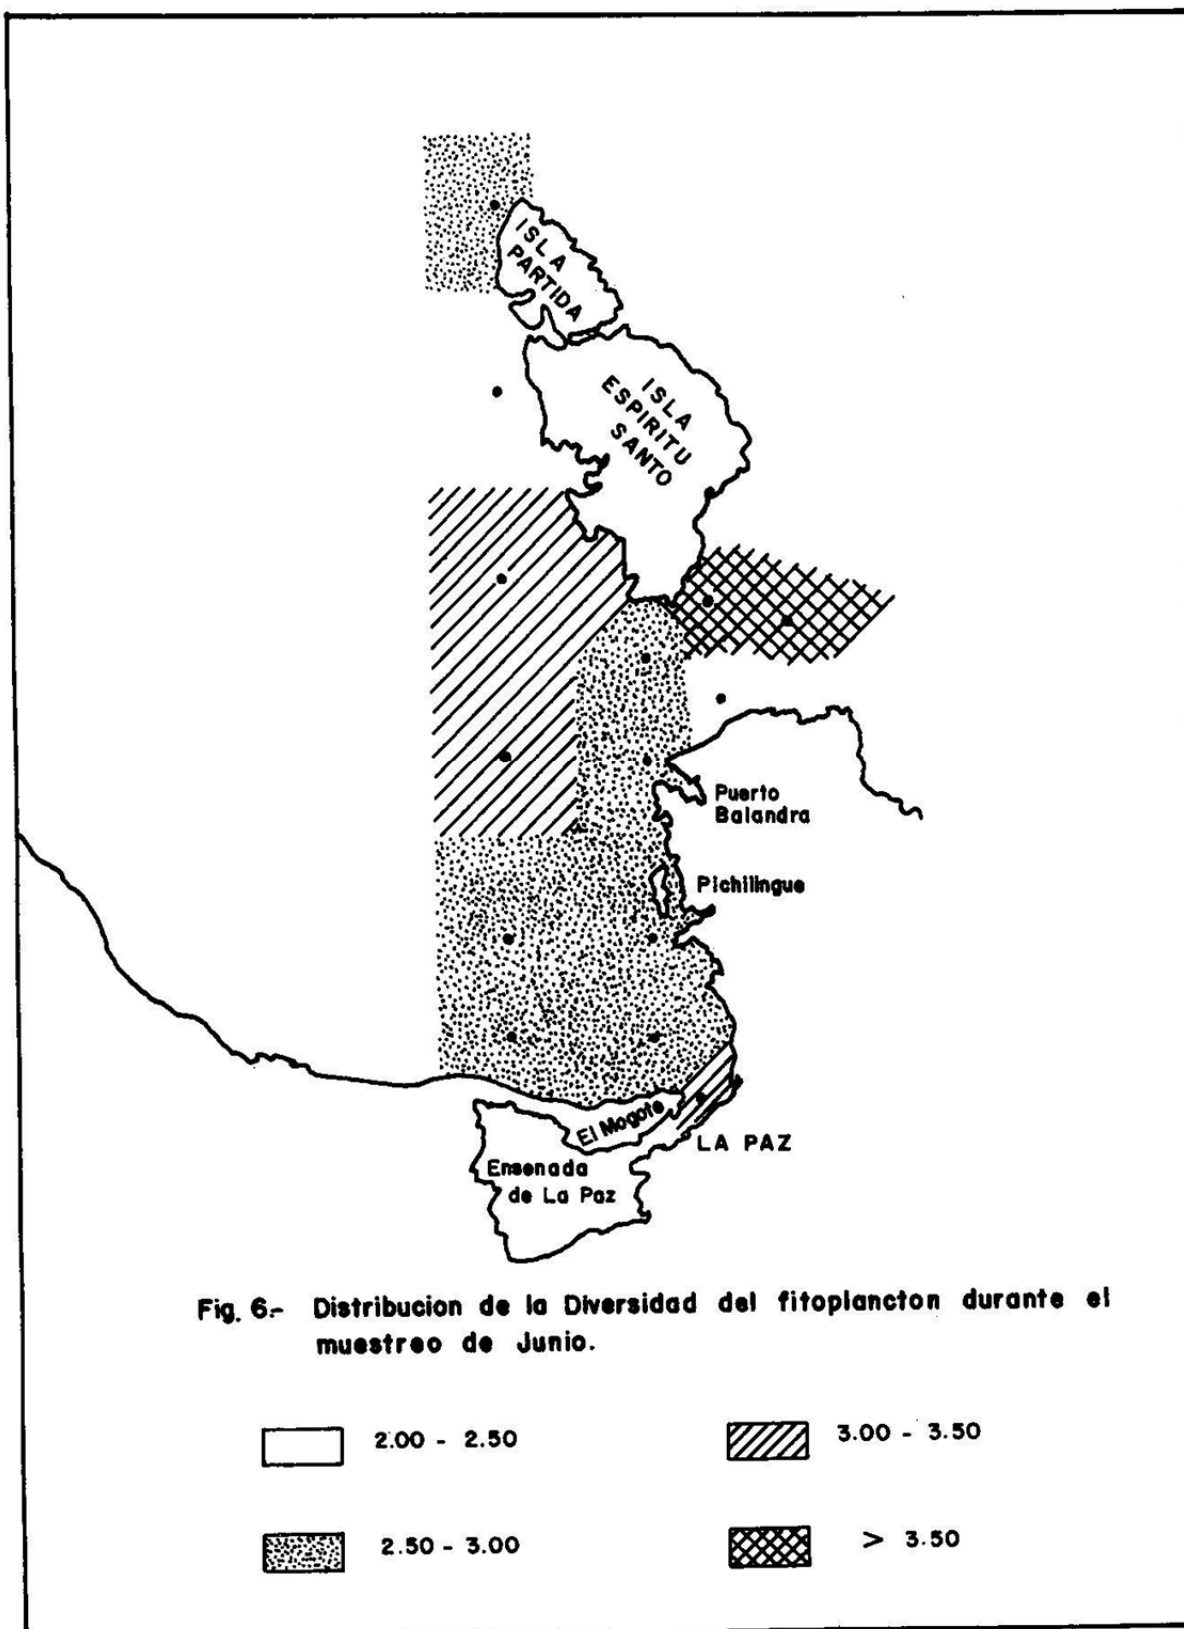 ISLA
PARTIDA
ISLA
ESPIRITU
SANTO
Puerto
Balandra
Pichilingue
El Mogote
LA PAZ
Ensenada
de La Paz
Fig. 6.- Distribucion de la Diversidad del fitoplancton durante el
muestreo de Junio.
2.00 - 2.50
3.00 - 3.50
2.50 - 3.00
> 3.50